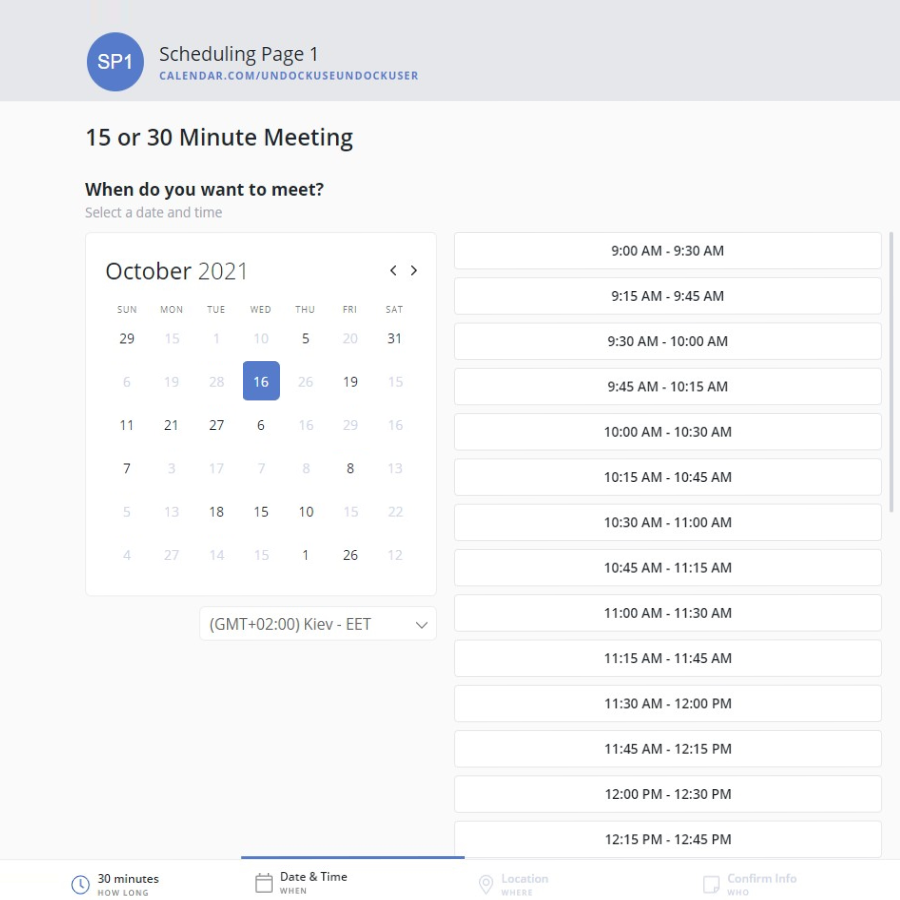 SP1
Scheduling Page 1
CALENDAR.COM/UNDOCKUSEUNDOCKUSER
15 or 30 Minute Meeting
When do you want to meet?
Select a date and time
October 2021
SUN MON TUE WED THU FRI SAT
29 15 1 10 5 20 31
6 19 28 16 26 19 15
11 21 27 6 16 29 16
7 3 17 7 8 8 13
5 13 18 15 10 15 22
4 27 14 15 1 26 12
(GMT+02:00) Kiev - EET
9:00 AM - 9:30 AM
9:15 AM - 9:45 AM
9:30 AM - 10:00 AM
9:45 AM - 10:15 AM
10:00 AM - 10:30 AM
10:15 AM - 10:45 AM
10:30 AM - 11:00 AM
10:45 AM - 11:15 AM
11:00 AM - 11:30 AM
11:15 AM - 11:45 AM
11:30 AM - 12:00 PM
11:45 AM - 12:15 PM
12:00 PM - 12:30 PM
12:15 PM - 12:45 PM
30 minutes
HOW LONG
Date & Time
WHEN
Location
WHERE
Confirm Info
WHO